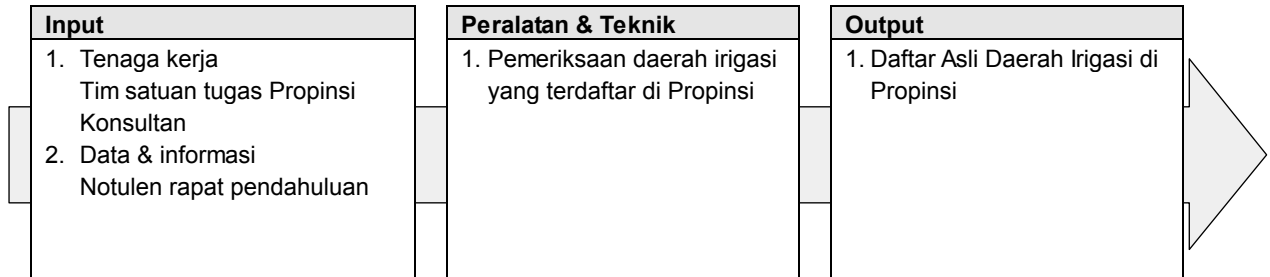 Input
1. Tenaga kerja
Tim satuan tugas Propinsi
Konsultan
2. Data & informasi
Notulen rapat pendahuluan
Peralatan & Teknik
1. Pemeriksaan daerah irigasi
yang terdaftar di Propinsi
Output
1. Daftar Asli Daerah Irigasi di
Propinsi